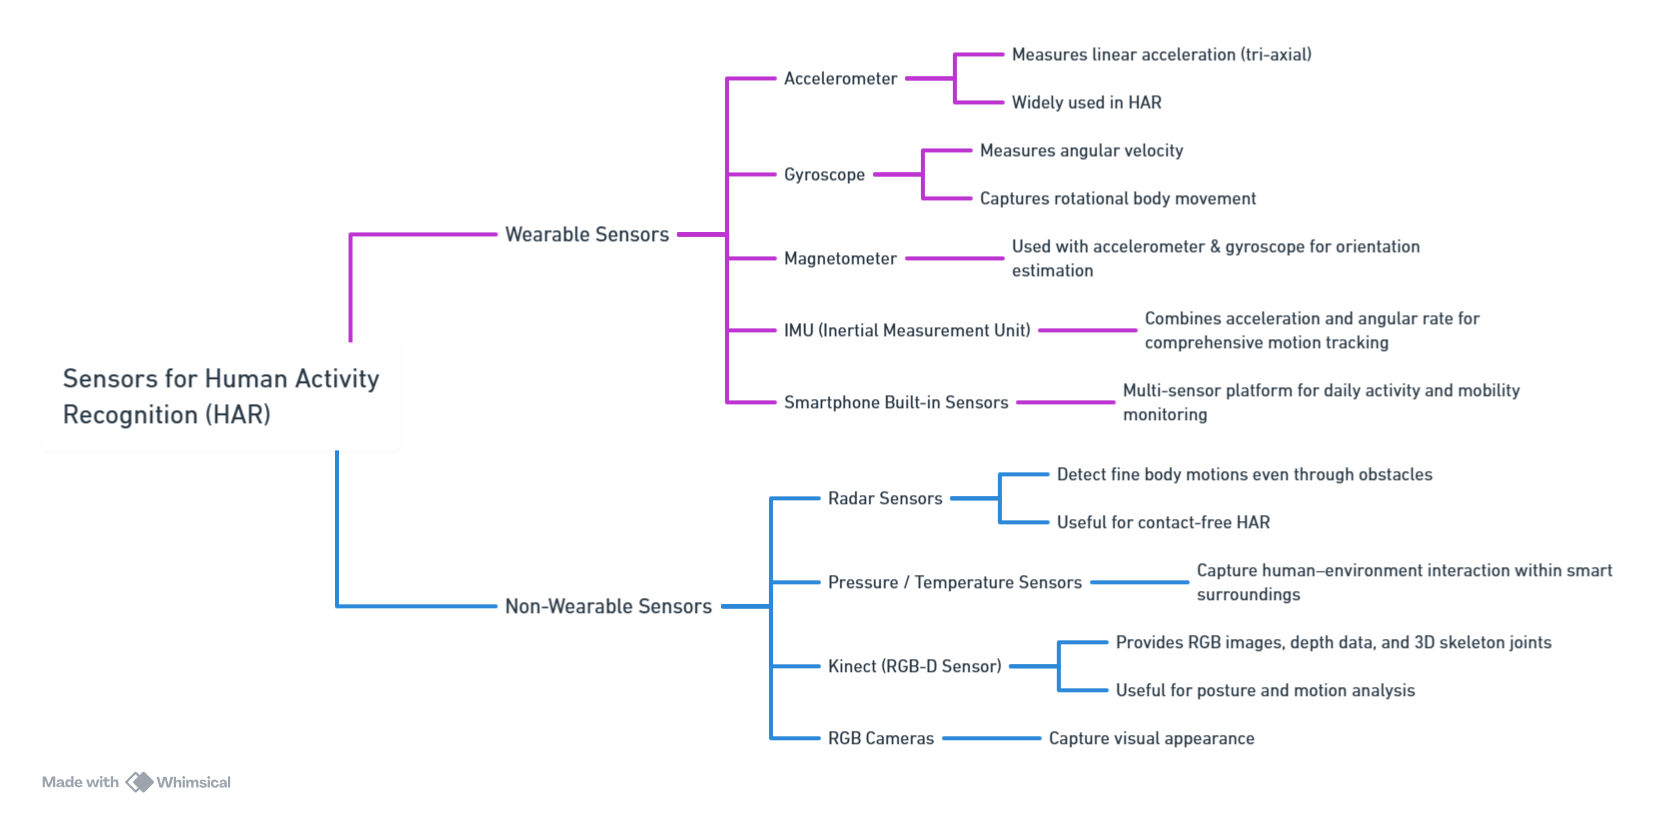 Sensors for Human Activity
Recognition (HAR)
Wearable Sensors
Accelerometer
Measures linear acceleration (tri-axial)
Widely used in HAR
Gyroscope
Measures angular velocity
Captures rotational body movement
Magnetometer
Used with accelerometer & gyroscope for orientation
estimation
IMU (Inertial Measurement Unit)
Combines acceleration and angular rate for
comprehensive motion tracking
Smartphone Built-in Sensors
Multi-sensor platform for daily activity and mobility
monitoring
Non-Wearable Sensors
Radar Sensors
Detect fine body motions even through obstacles
Useful for contact-free HAR
Pressure / Temperature Sensors
Capture human–environment interaction within smart
surroundings
Kinect (RGB-D Sensor)
Provides RGB images, depth data, and 3D skeleton joints
Useful for posture and motion analysis
RGB Cameras
Capture visual appearance
Made with Whimsical